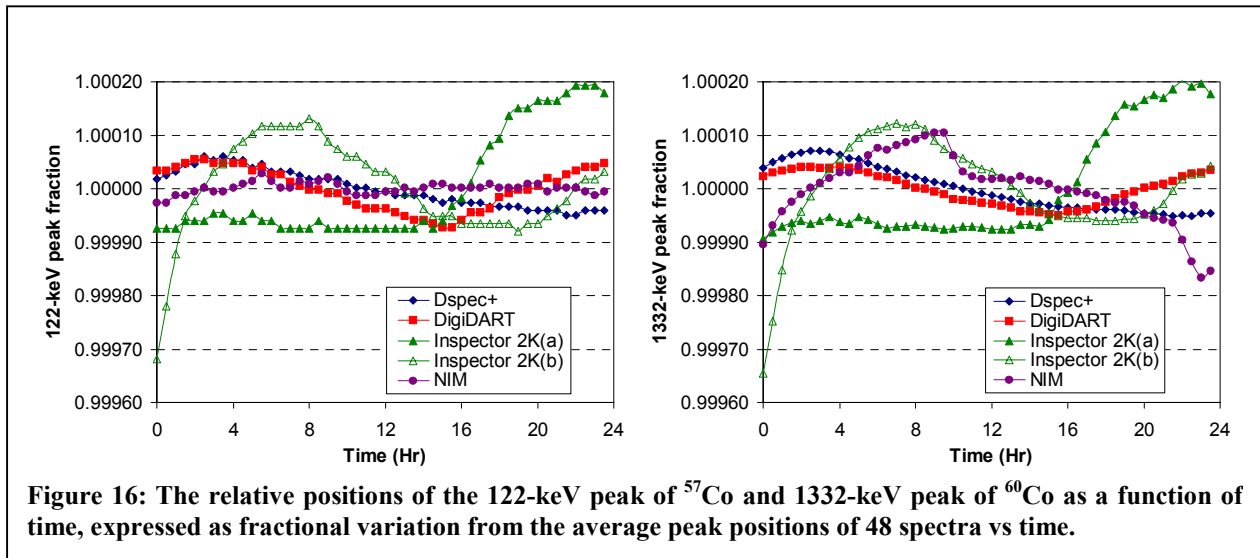 1.00020
1.00010
1.00000
0.99990
0.99980
0.99970
0.99960
122-keV peak fraction
0 4 8 12 16 20 24
Time (Hr)
Dspec+
DigiDART
Inspector 2K(a)
Inspector 2K(b)
NIM
1.00020
1.00010
1.00000
0.99990
0.99980
0.99970
0.99960
1332-keV peak fraction
0 4 8 12 16 20 24
Time (Hr)
Dspec+
DigiDART
Inspector 2K(a)
Inspector 2K(b)
NIM
Figure 16: The relative positions of the 122-keV peak of ⁵⁷Co and 1332-keV peak of ⁶⁰Co as a function of
time, expressed as fractional variation from the average peak positions of 48 spectra vs time.